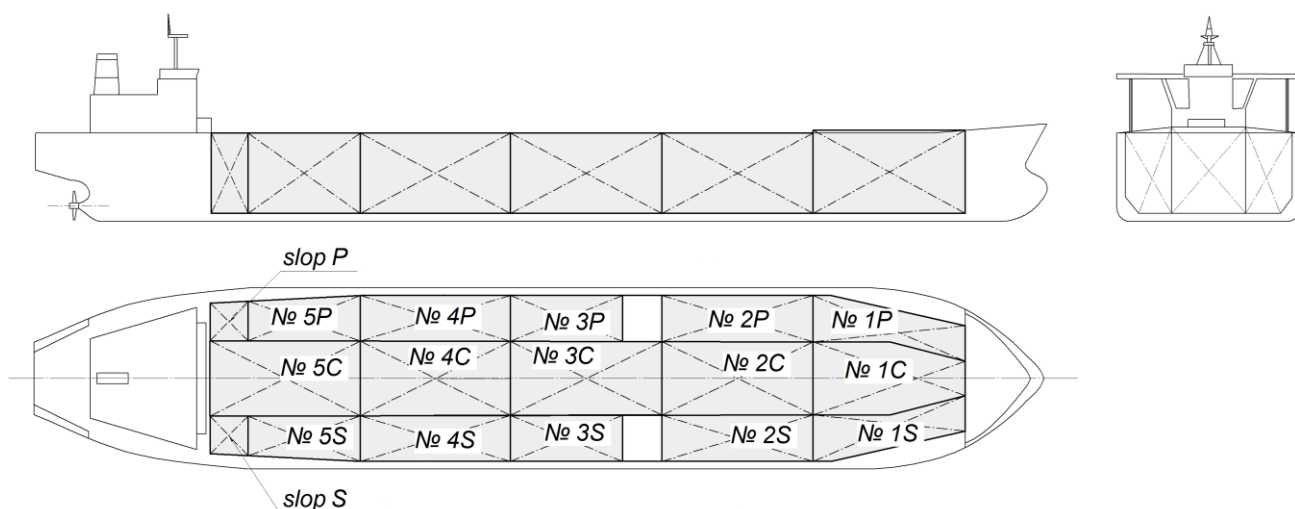 slop P
№ 5P
№ 4P
№ 3P
№ 2P
№ 1P
№ 5C
№ 4C
№ 3C
№ 2C
№ 1C
№ 5S
№ 4S
№ 3S
№ 2S
№ 1S
slop S